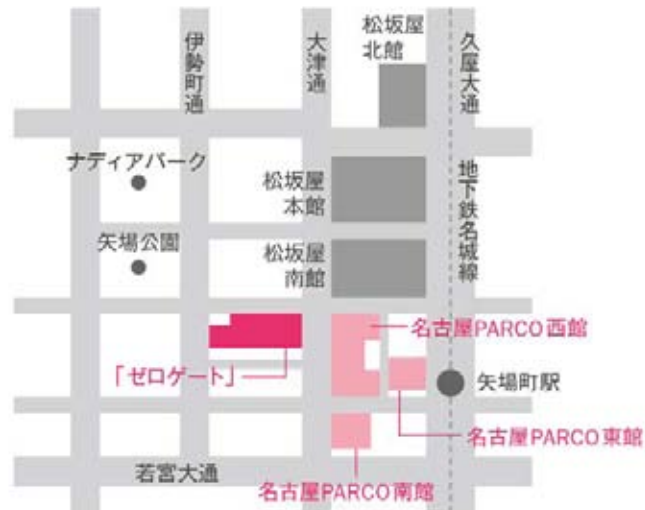 伊勢町通
大津通
松坂屋
北館
久屋大通
地下鉄名城線
ナディアパーク
松坂屋
本館
矢場公園
松坂屋
南館
名古屋PARCO西館
「ゼロゲート」
矢場町駅
名古屋PARCO東館
若宮大通
名古屋PARCO南館